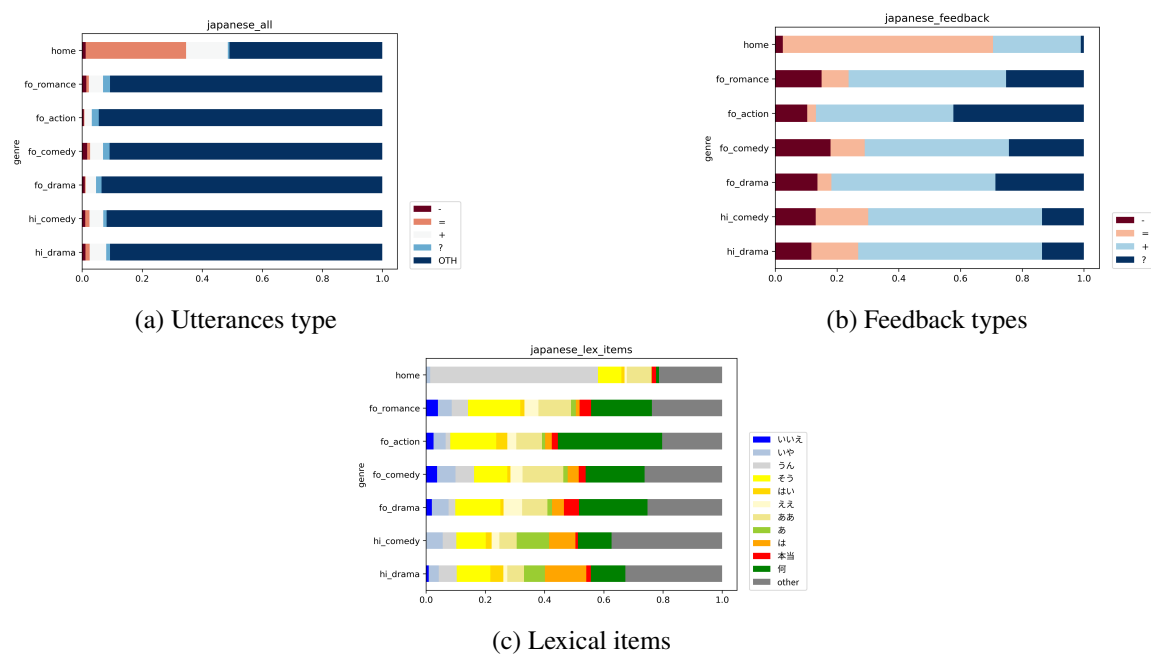 japanese_all
genre
home
fo_romance
fo_action
fo_comedy
fo_drama
hi_comedy
hi_drama
0.0 0.2 0.4 0.6 0.8 1.0
-
=
+
?
OTH
(a) Utterances type
japanese_feedback
genre
home
fo_romance
fo_action
fo_comedy
fo_drama
hi_comedy
hi_drama
0.0 0.2 0.4 0.6 0.8 1.0
-
=
+
?
(b) Feedback types
japanese_lex_items
genre
home
fo_romance
fo_action
fo_comedy
fo_drama
hi_comedy
hi_drama
0.0 0.2 0.4 0.6 0.8 1.0
いいえ
いや
うん
そう
はい
ええ
ああ
あ
は
本当
何
other
(c) Lexical items